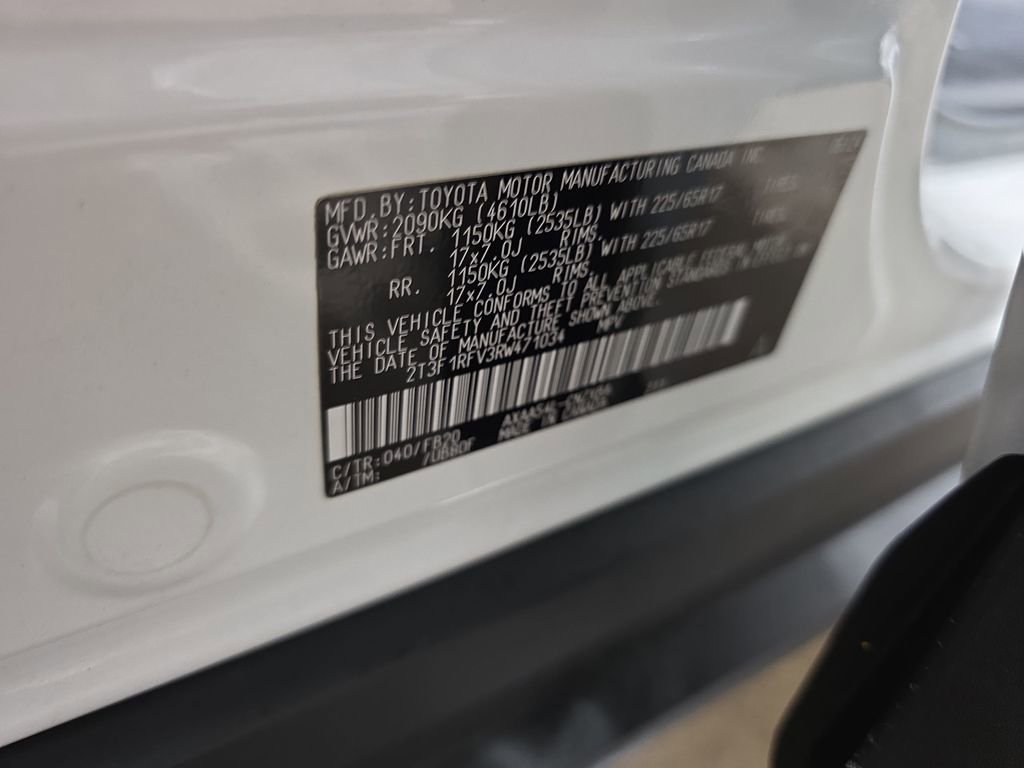 MFD.BY:TOYOTA MOTOR MANUFACTURING CANADA INC.
GVWR:2090KG (4610LB)
GAWR:FRT. 1150KG (2535LB) WITH 225/65R17 TIRES
17x7.0J RIMS.
RR. 1150KG (2535LB) WITH 225/65R17
17x7.0J RIMS.
THIS VEHICLE CONFORMS TO ALL APPLICABLE FEDERAL MOTOR
VEHICLE SAFETY AND THEFT PREVENTION STANDARDS
THE DATE OF MANUFACTURE SHOWN ABOVE.
2T3F1RFV3RW471034 MPV
C/TR:040/FB20
A/TM: /UB80F
MADE IN CANADA